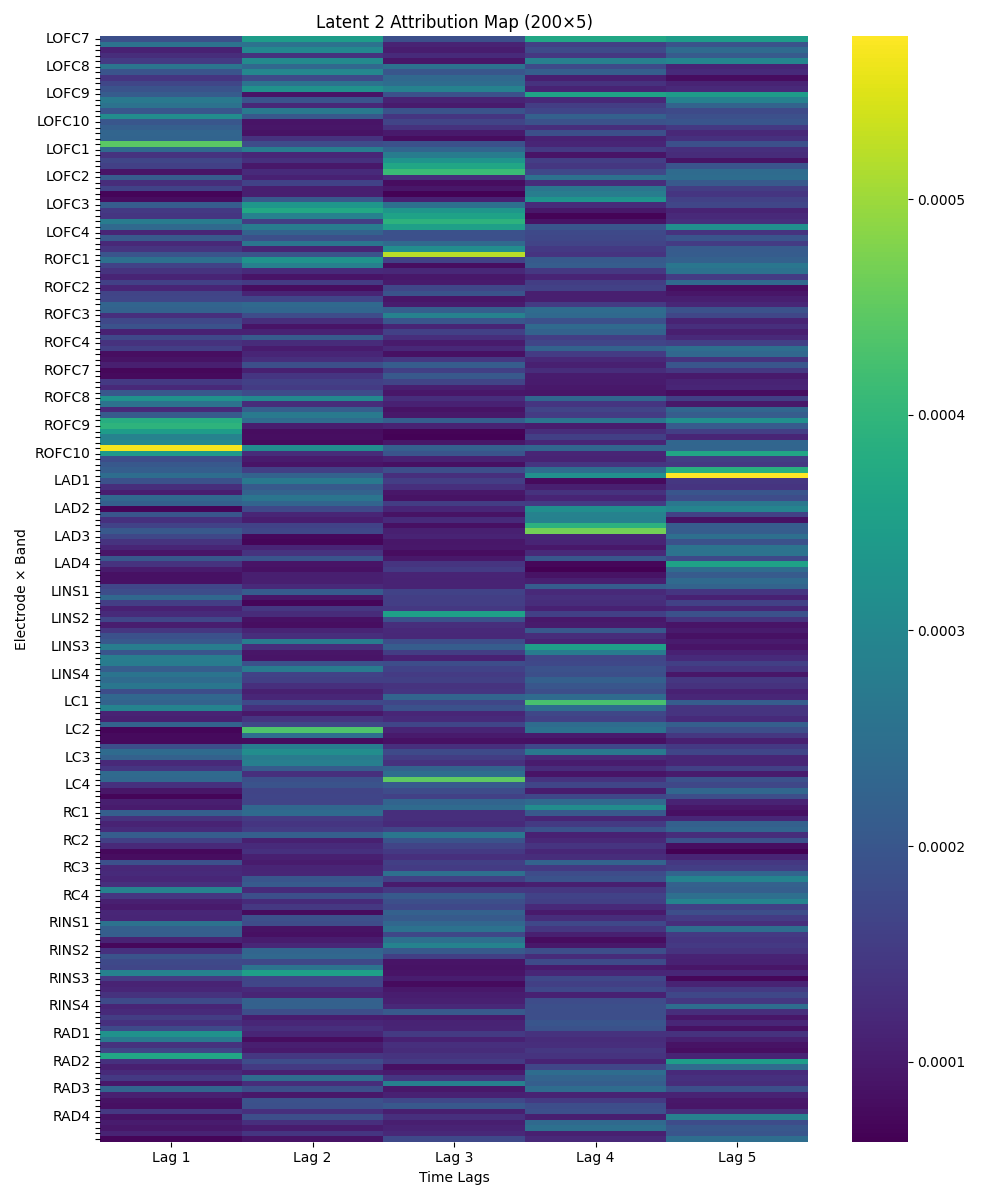 Latent 2 Attribution Map (200×5)
LOFC7
LOFC8
LOFC9
LOFC10
LOFC1
LOFC2
LOFC3
LOFC4
ROFC1
ROFC2
ROFC3
ROFC4
ROFC7
ROFC8
ROFC9
ROFC10
LAD1
LAD2
LAD3
LAD4
LINS1
LINS2
LINS3
LINS4
LC1
LC2
LC3
LC4
RC1
RC2
RC3
RC4
RINS1
RINS2
RINS3
RINS4
RAD1
RAD2
RAD3
RAD4
Electrode × Band
Lag 1 Lag 2 Lag 3 Lag 4 Lag 5
Time Lags
0.0005
0.0004
0.0003
0.0002
0.0001